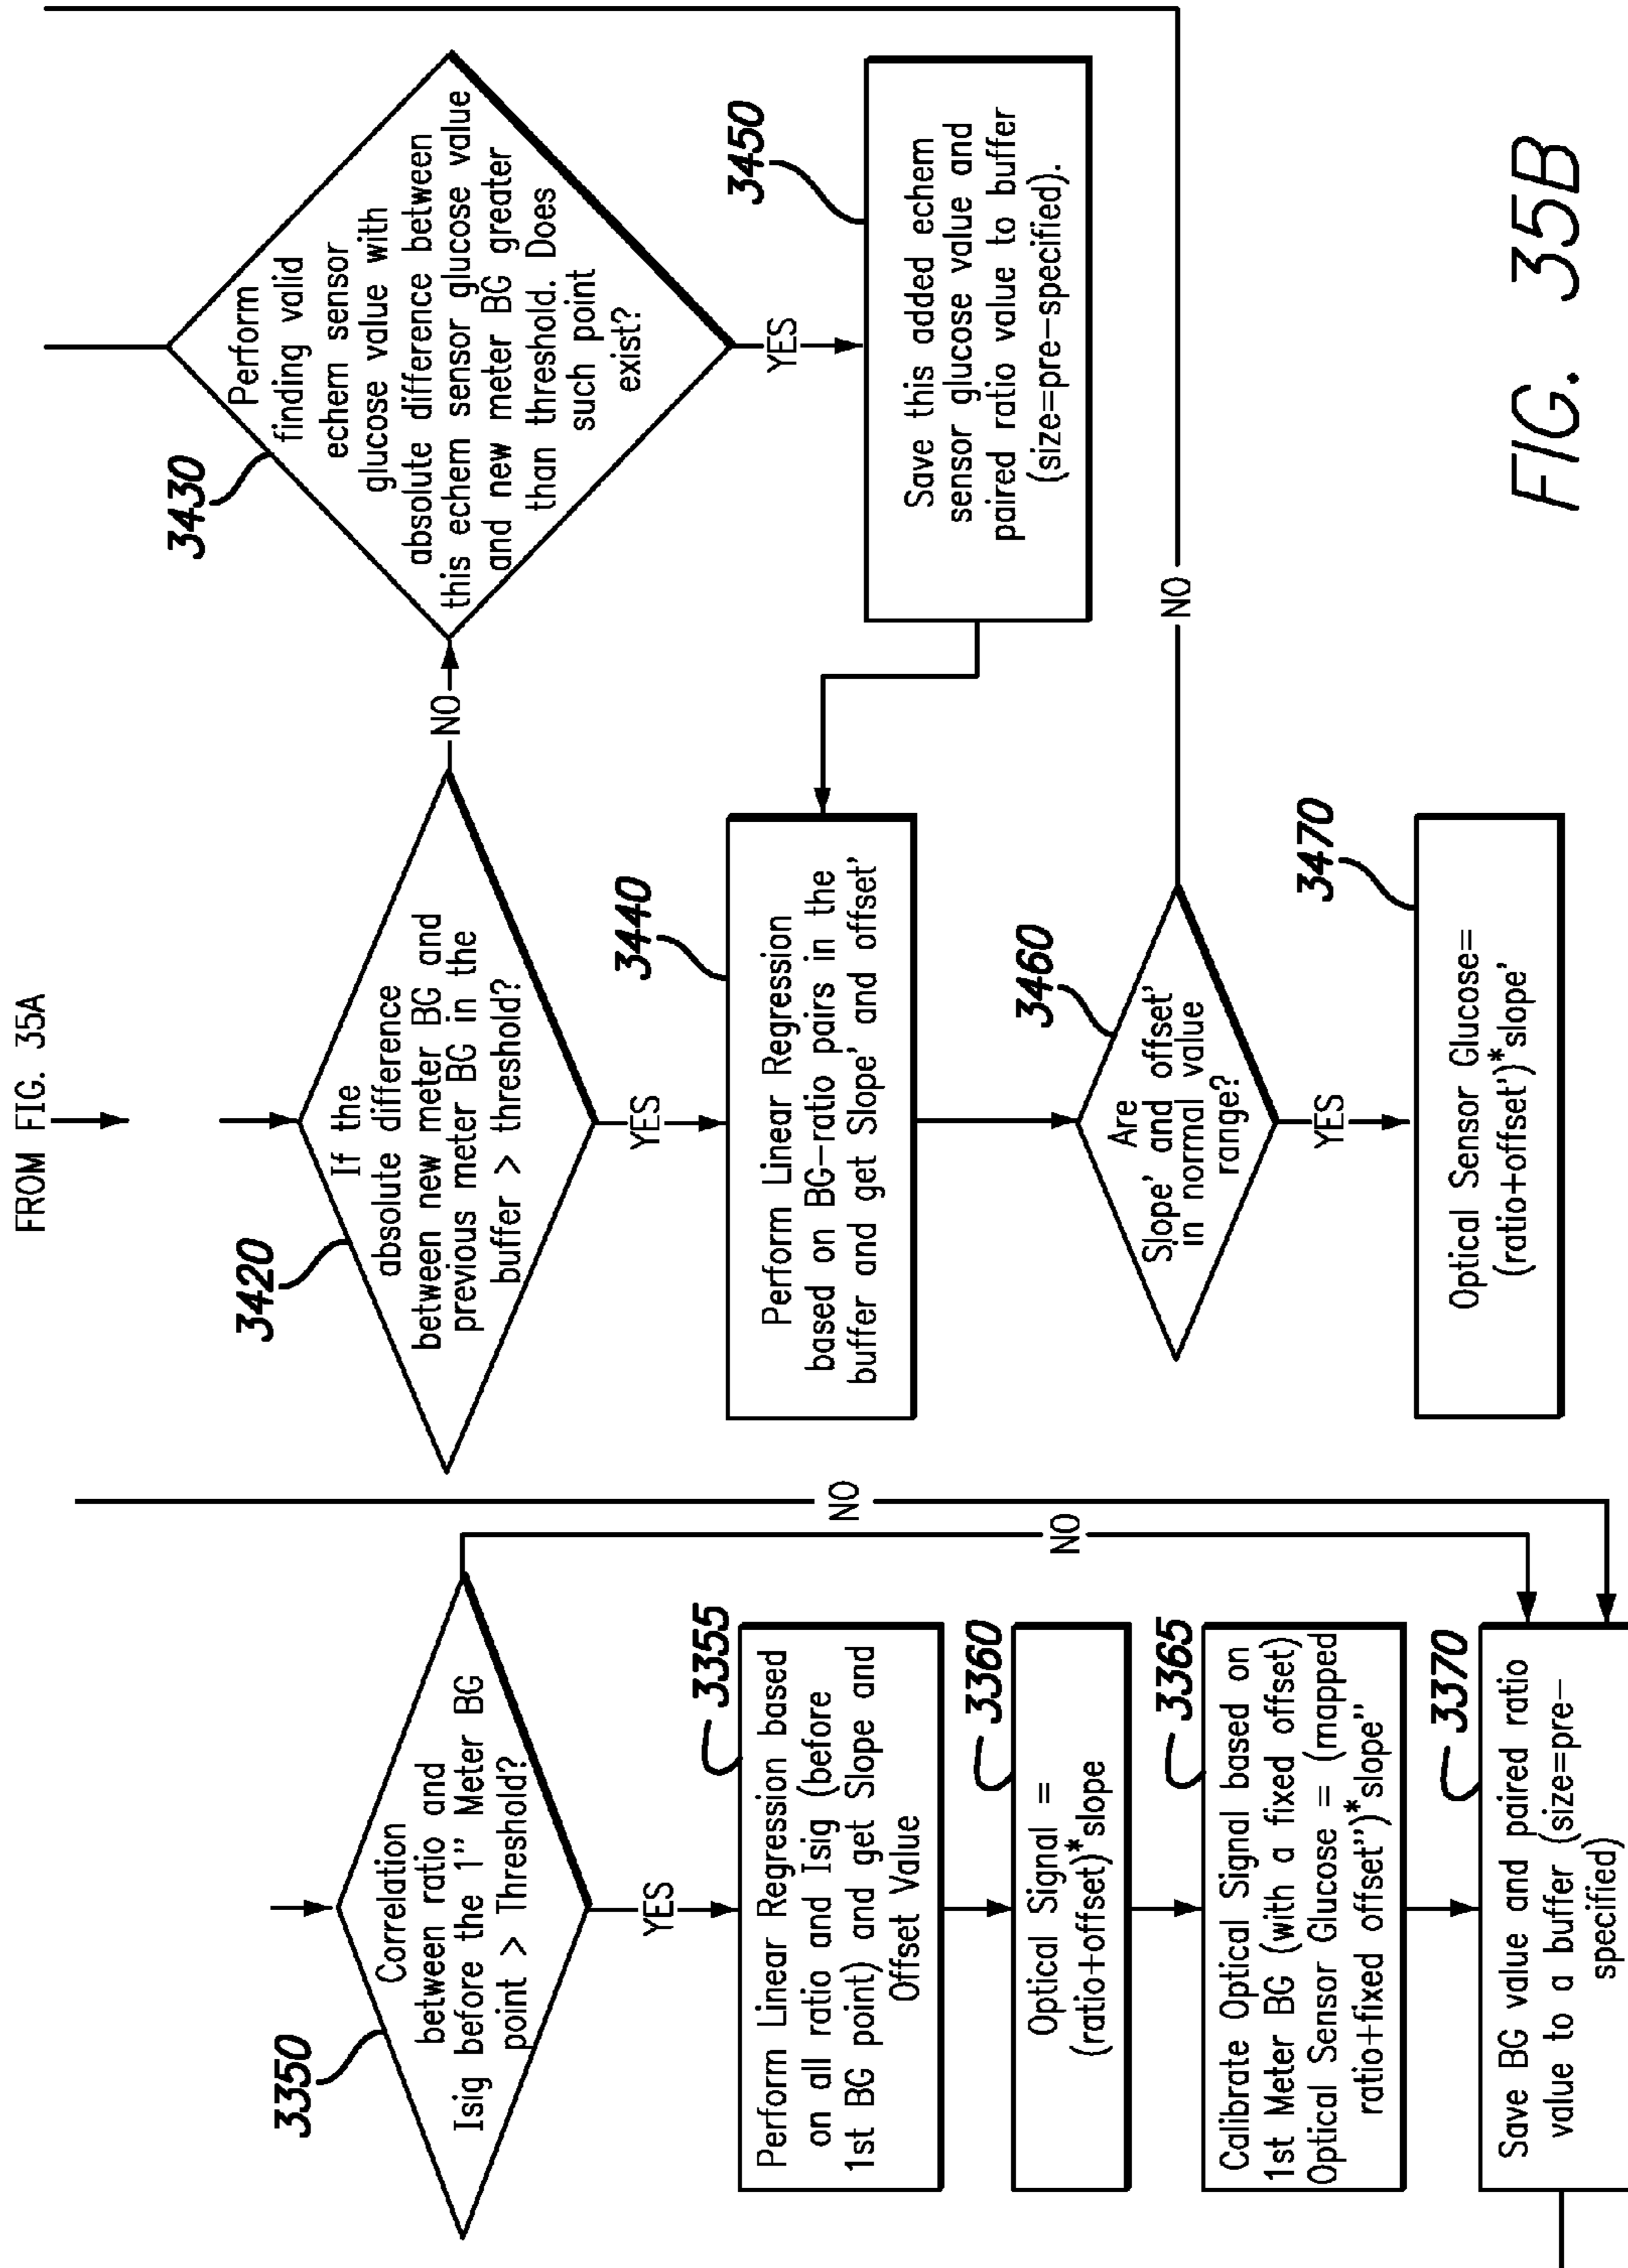 FROM FIG. 35A
3350
Correlation
between ratio and
Isig before the 1" Meter BG
point > Threshold?
NO
NO
YES
3355
Perform Linear Regression based
on all ratio and Isig (before
1st BG point) and get Slope and
Offset Value
3360
Optical Signal =
(ratio+offset)*slope
3365
Calibrate Optical Signal based on
1st Meter BG (with a fixed offset)
Optical Sensor Glucose = (mapped
ratio+fixed offset")*slope"
3370
Save BG value and paired ratio
value to a buffer (size=pre-
specified)
3420
If the
absolute difference
between new meter BG and
previous meter BG in the
buffer > threshold?
NO
YES
3430
Perform
finding valid
echem sensor
glucose value with
absolute difference between
this echem sensor glucose value
and new meter BG greater
than threshold. Does
such point
exist?
YES
3440
Perform Linear Regression
based on BG-ratio pairs in the
buffer and get Slope' and offset'
3450
Save this added echem
sensor glucose value and
paired ratio value to buffer
(size=pre-specified).
3460
Are
Slope' and offset'
in normal value
range?
NO
YES
3470
Optical Sensor Glucose=
(ratio+offset')*slope'
FIG. 35B